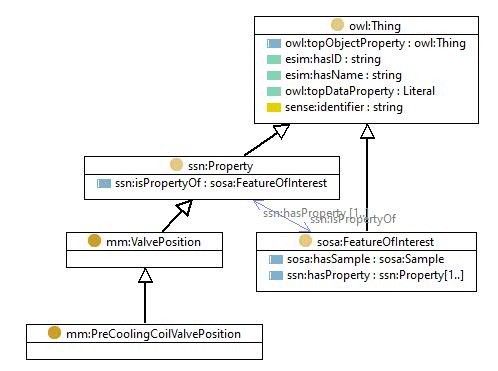 owl:Thing
owl:topObjectProperty : owl:Thing
esim:hasID : string
esim:hasName : string
owl:topDataProperty : Literal
sense:identifier : string
ssn:Property
ssn:isPropertyOf : sosa:FeatureOfInterest
ssn:hasProperty [1..]
ssn:isPropertyOf
mm:ValvePosition
sosa:FeatureOfInterest
sosa:hasSample : sosa:Sample
ssn:hasProperty : ssn:Property[1..]
mm:PreCoolingCoilValvePosition